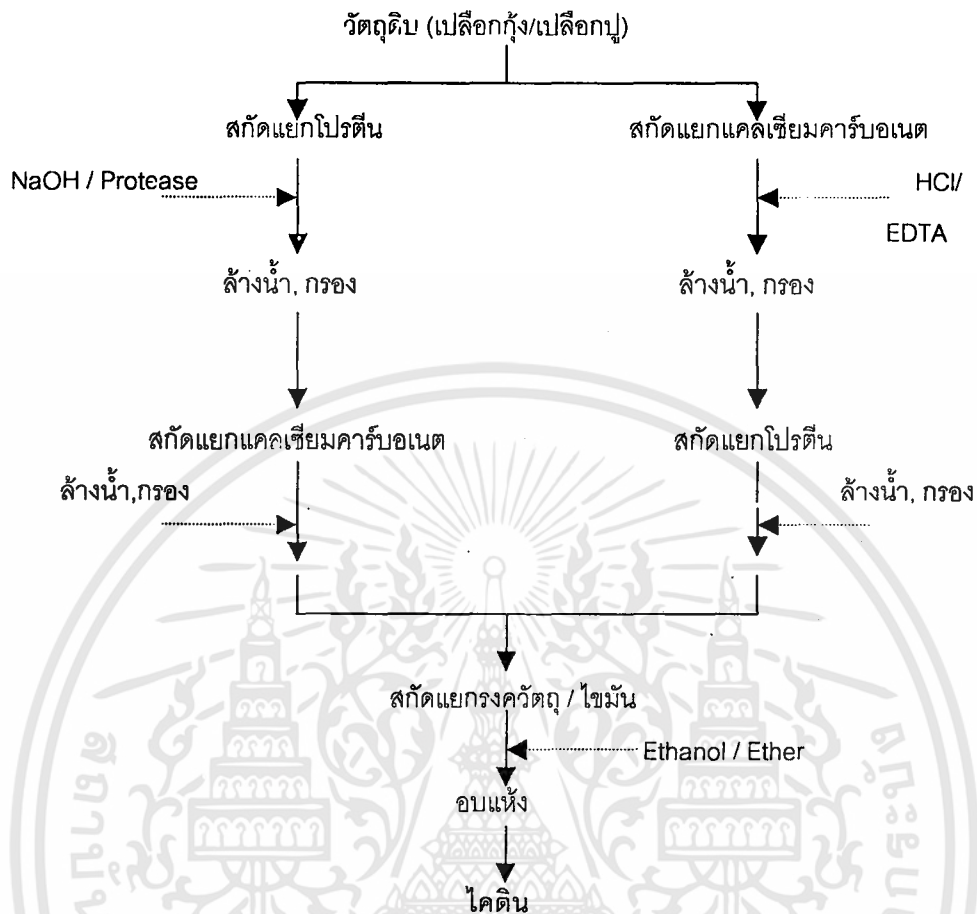 วัตถุดิบ (เปลือกกุ้ง/เปลือกปู)
สกัดแยกโปรตีน
สกัดแยกแคลเซียมคาร์บอเนต
NaOH / Protease
HCl/
EDTA
ล้างน้ำ, กรอง
ล้างน้ำ, กรอง
สกัดแยกแคลเซียมคาร์บอเนต
สกัดแยกโปรตีน
ล้างน้ำ,กรอง
ล้างน้ำ, กรอง
สกัดแยกรงควัตถุ / ไขมัน
Ethanol / Ether
อบแห้ง
ไคติน